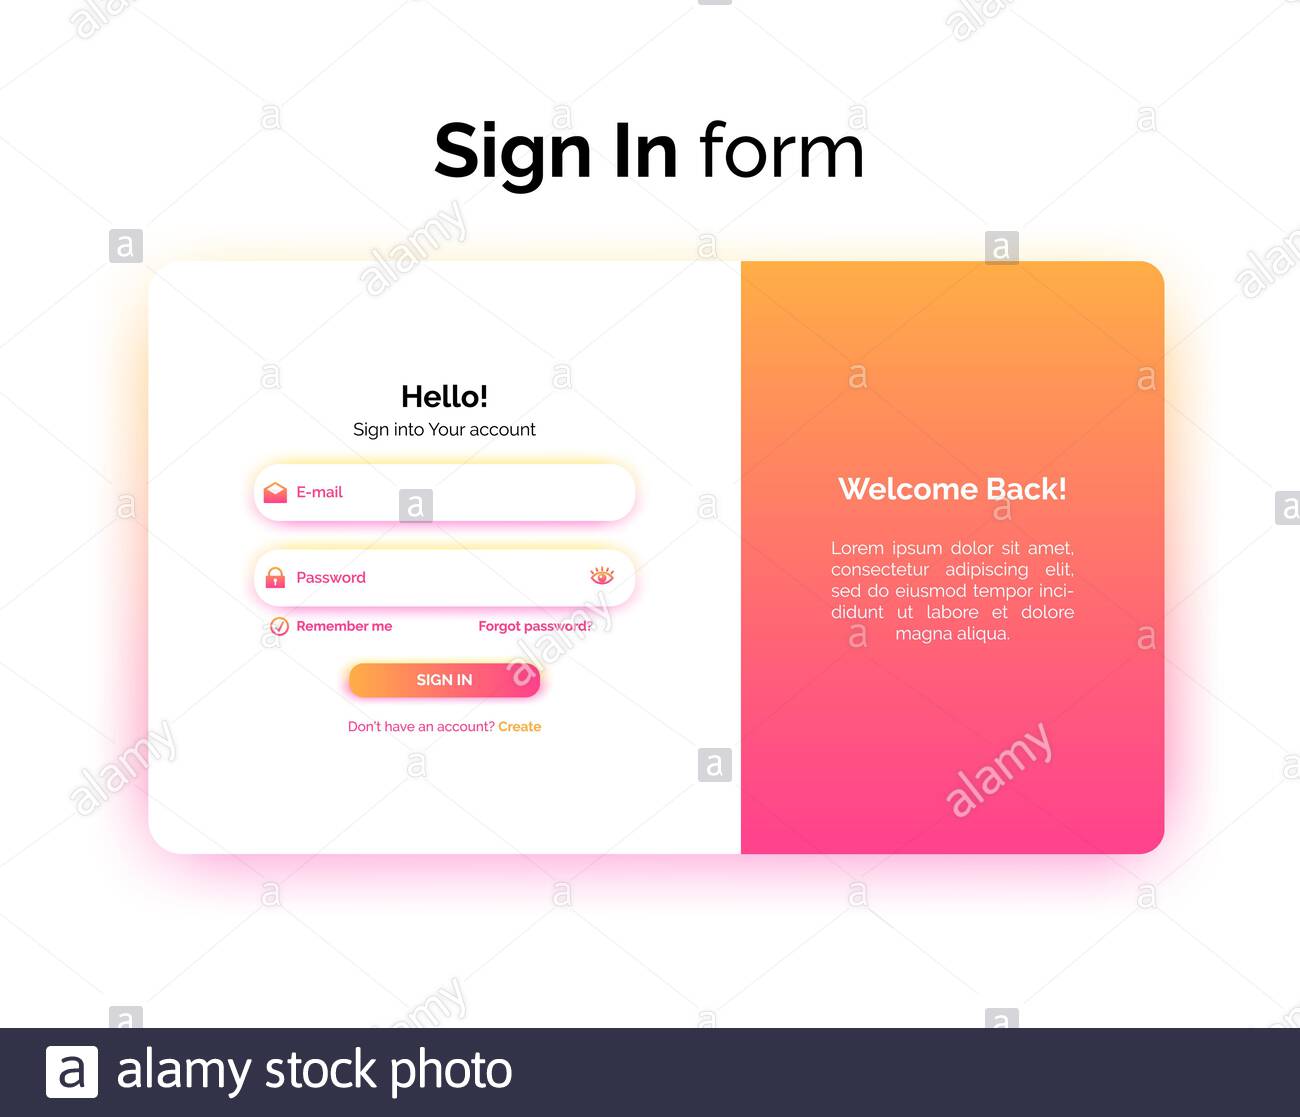 Sign In form
Hello!
Sign into Your account
E-mail
Password
Remember me
Forgot password?
SIGN IN
Don't have an account? Create
Welcome Back!
Lorem ipsum dolor sit amet,
consectetur adipiscing elit,
sed do eiusmod tempor inci-
didunt ut labore et dolore
magna aliqua.
a alamy stock photo